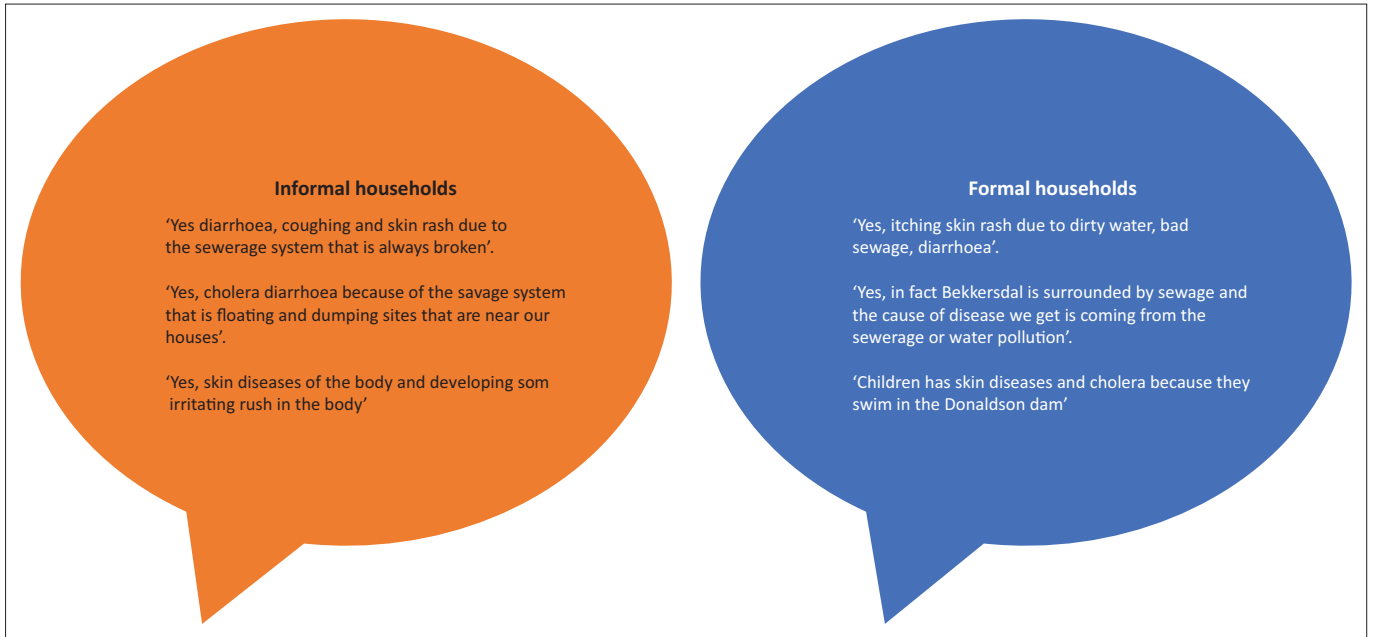 Informal households
‘Yes diarrhoea, coughing and skin rash due to
the sewerage system that is always broken’.
‘Yes, cholera diarrhoea because of the savage system
that is floating and dumping sites that are near our
houses’.
‘Yes, skin diseases of the body and developing som
irritating rush in the body’
Formal households
‘Yes, itching skin rash due to dirty water, bad
sewage, diarrhoea’.
‘Yes, in fact Bekkersdal is surrounded by sewage and
the cause of disease we get is coming from the
sewerage or water pollution’.
‘Children has skin diseases and cholera because they
swim in the Donaldson dam’